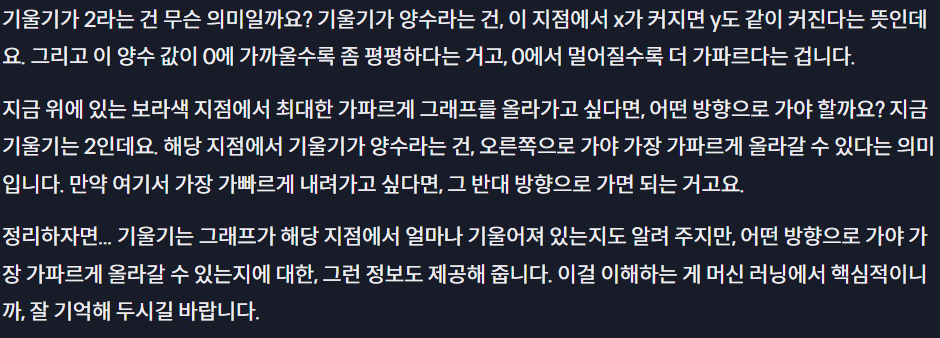 기울기가 2라는 건 무슨 의미일까요? 기울기가 양수라는 건, 이 지점에서 x가 커지면 y도 같이 커진다는 뜻인데
요. 그리고 이 양수 값이 0에 가까울수록 좀 평평하다는 거고, 0에서 멀어질수록 더 가파르다는 겁니다.
지금 위에 있는 보라색 지점에서 최대한 가파르게 그래프를 올라가고 싶다면, 어떤 방향으로 가야 할까요? 지금
기울기는 2인데요. 해당 지점에서 기울기가 양수라는 건, 오른쪽으로 가야 가장 가파르게 올라갈 수 있다는 의미
입니다. 만약 여기서 가장 가빠르게 내려가고 싶다면, 그 반대 방향으로 가면 되는 거고요.
정리하자면... 기울기는 그래프가 해당 지점에서 얼마나 기울어져 있는지도 알려 주지만, 어떤 방향으로 가야 가
장 가파르게 올라갈 수 있는지에 대한, 그런 정보도 제공해 줍니다. 이걸 이해하는 게 머신 러닝에서 핵심적이니
까, 잘 기억해 두시길 바랍니다.